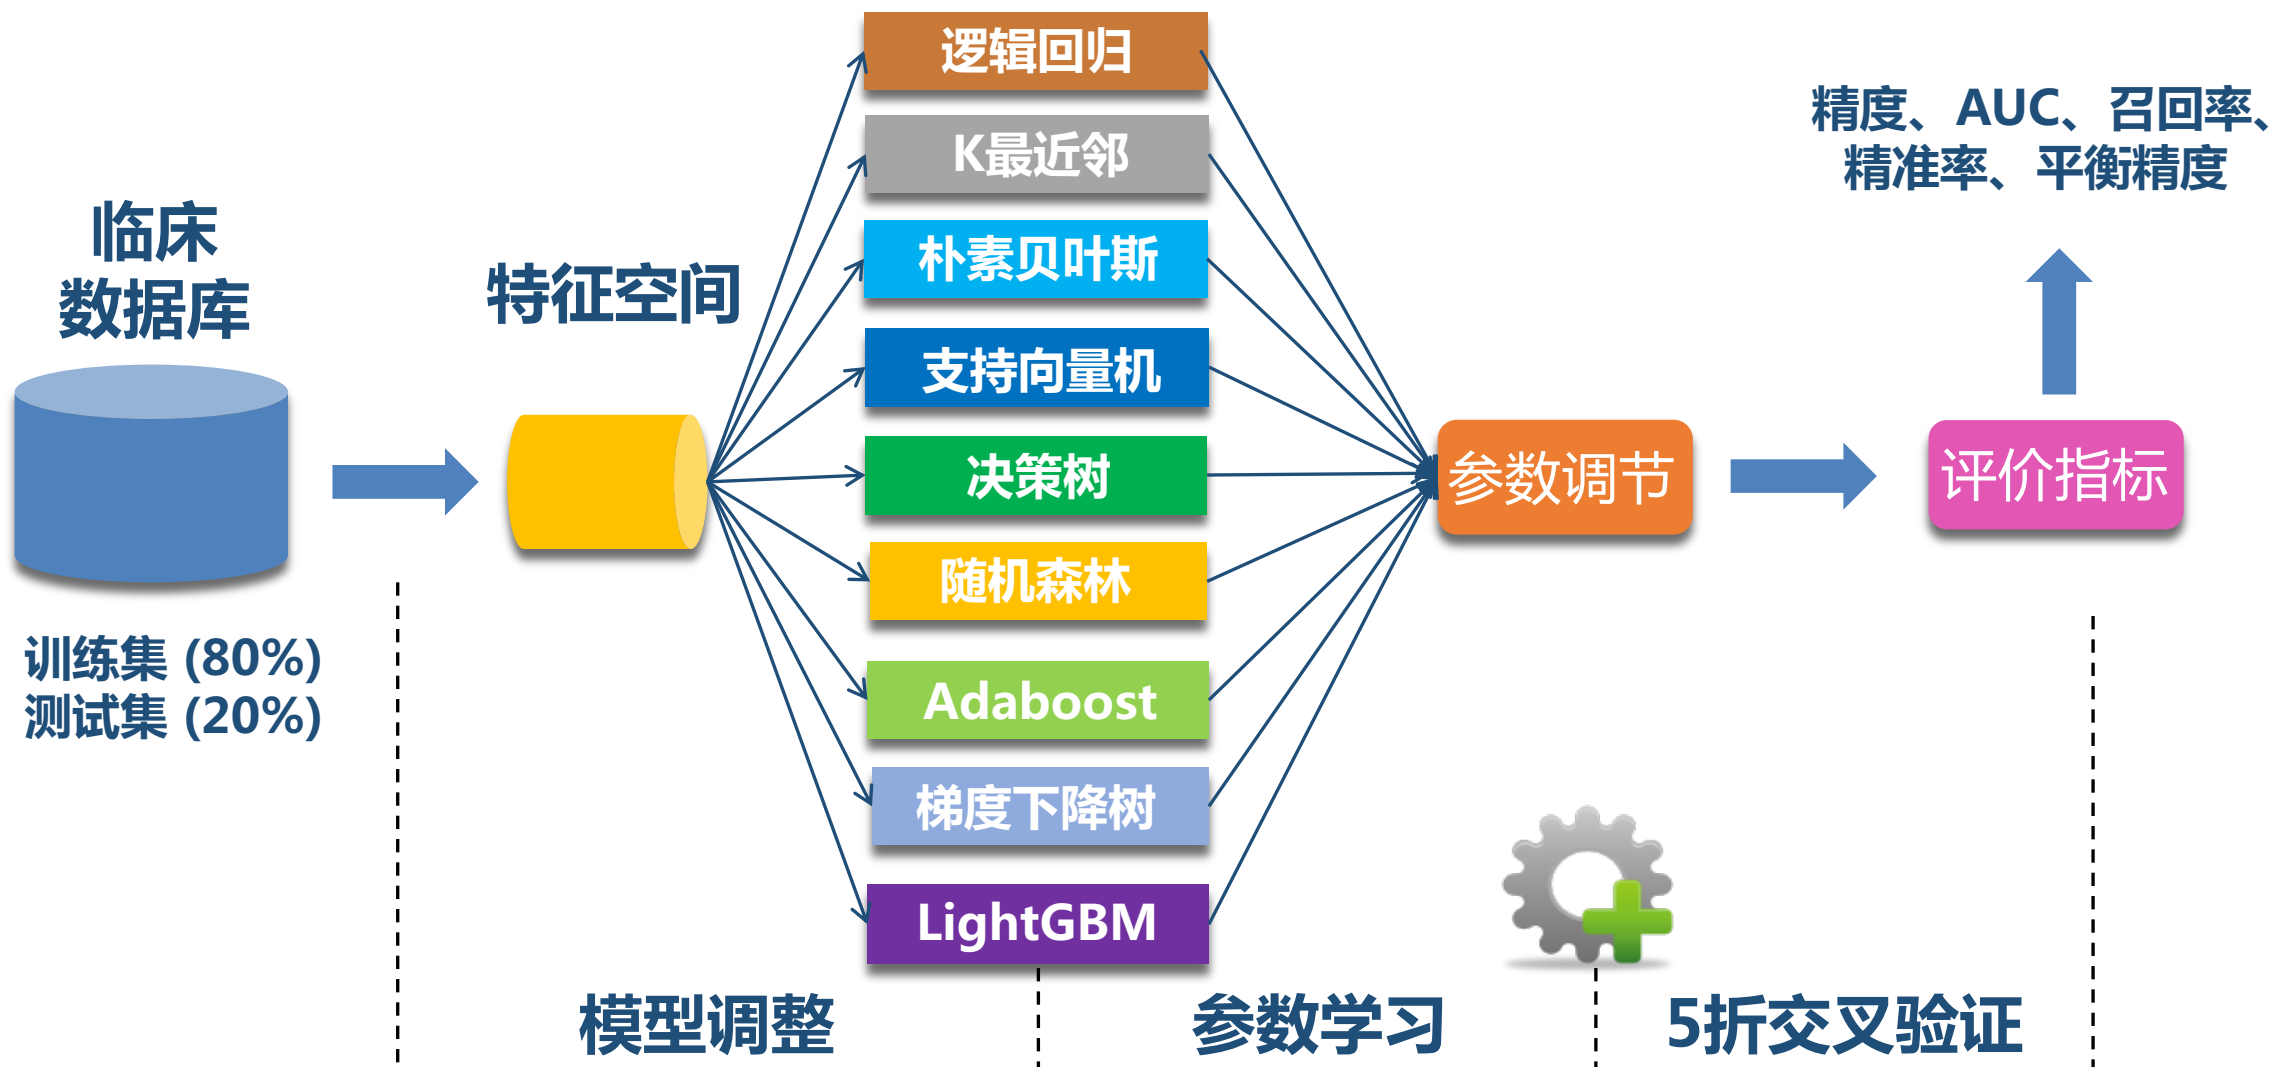 临床
数据库
训练集 (80%)
测试集 (20%)
特征空间
逻辑回归
K最近邻
朴素贝叶斯
支持向量机
决策树
随机森林
Adaboost
梯度下降树
LightGBM
参数调节
评价指标
精度、AUC、召回率、
精准率、平衡精度
模型调整
参数学习
5折交叉验证